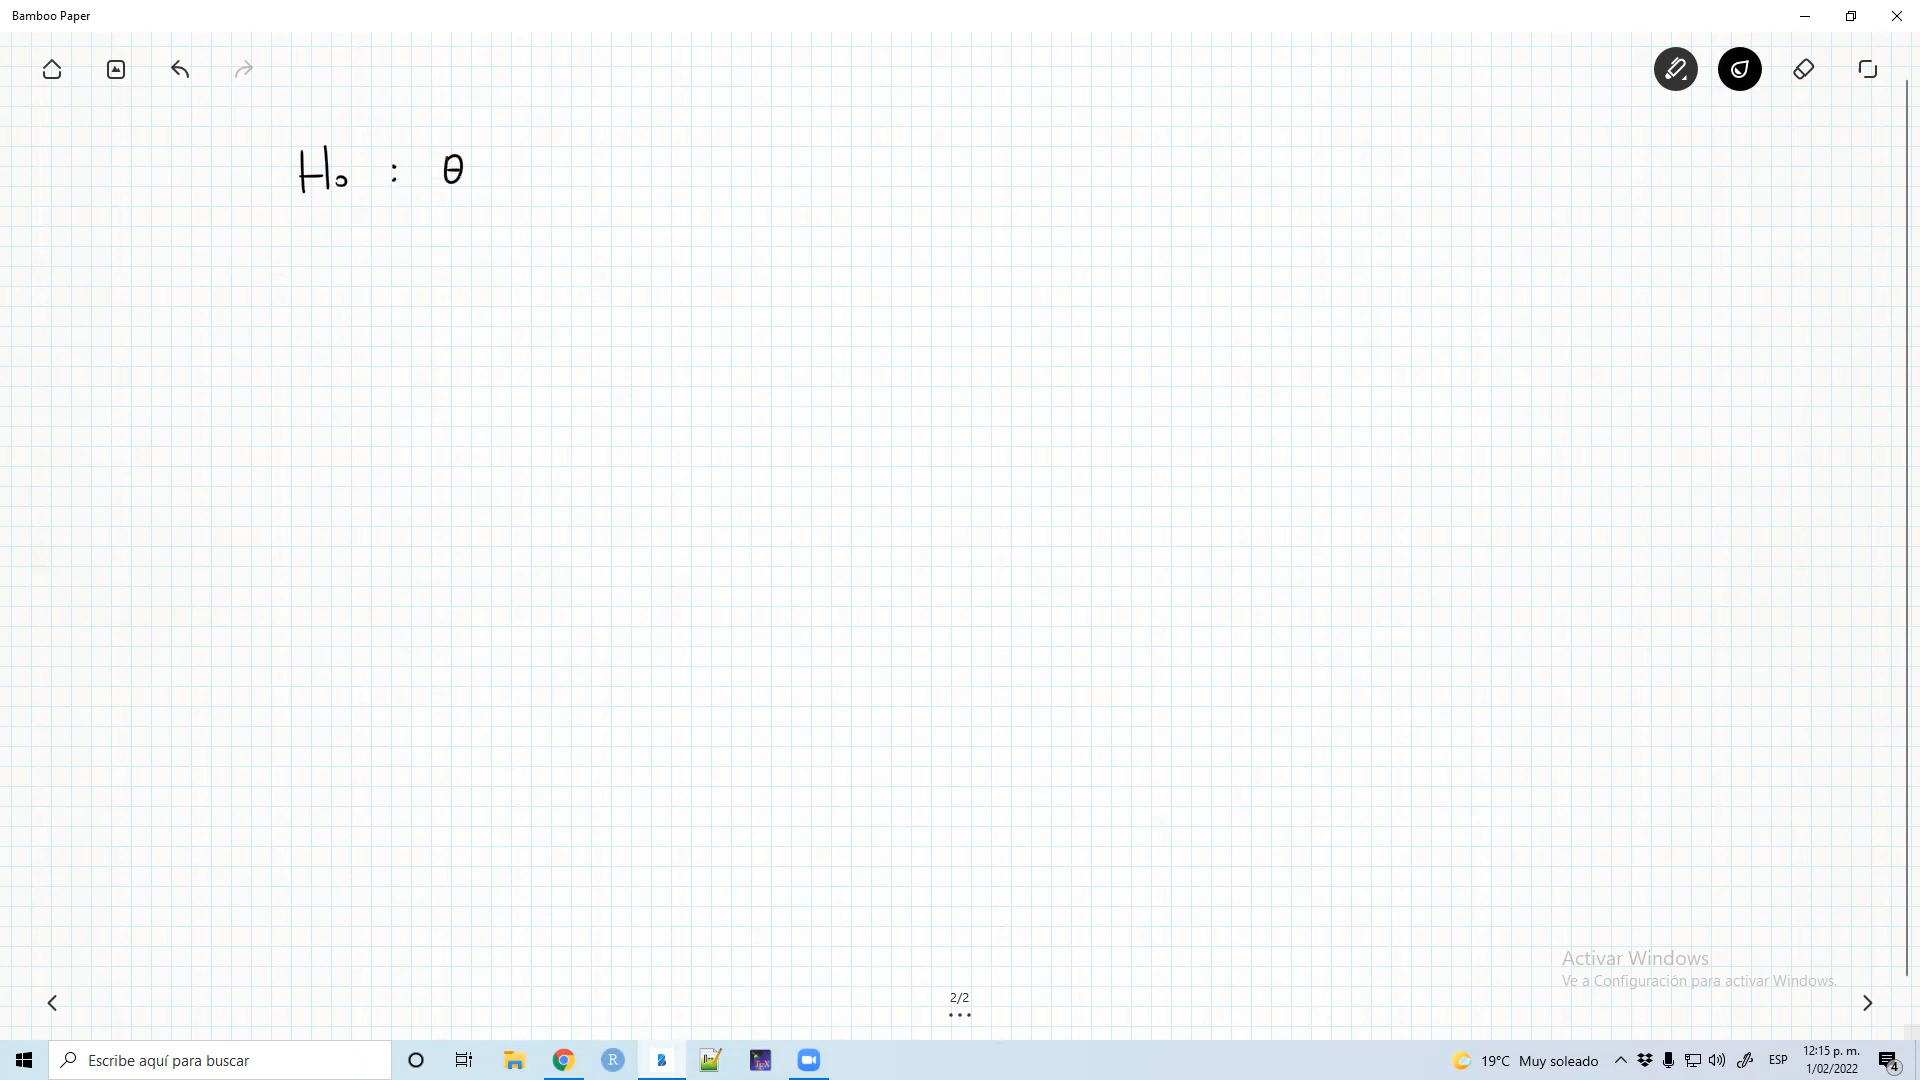 Bamboo Paper
H₀ : θ
Activar Windows
Ve a Configuración para activar Windows.
2/2
Escribe aquí para buscar
19°C Muy soleado
ESP
12:15 p. m.
1/02/2022
4